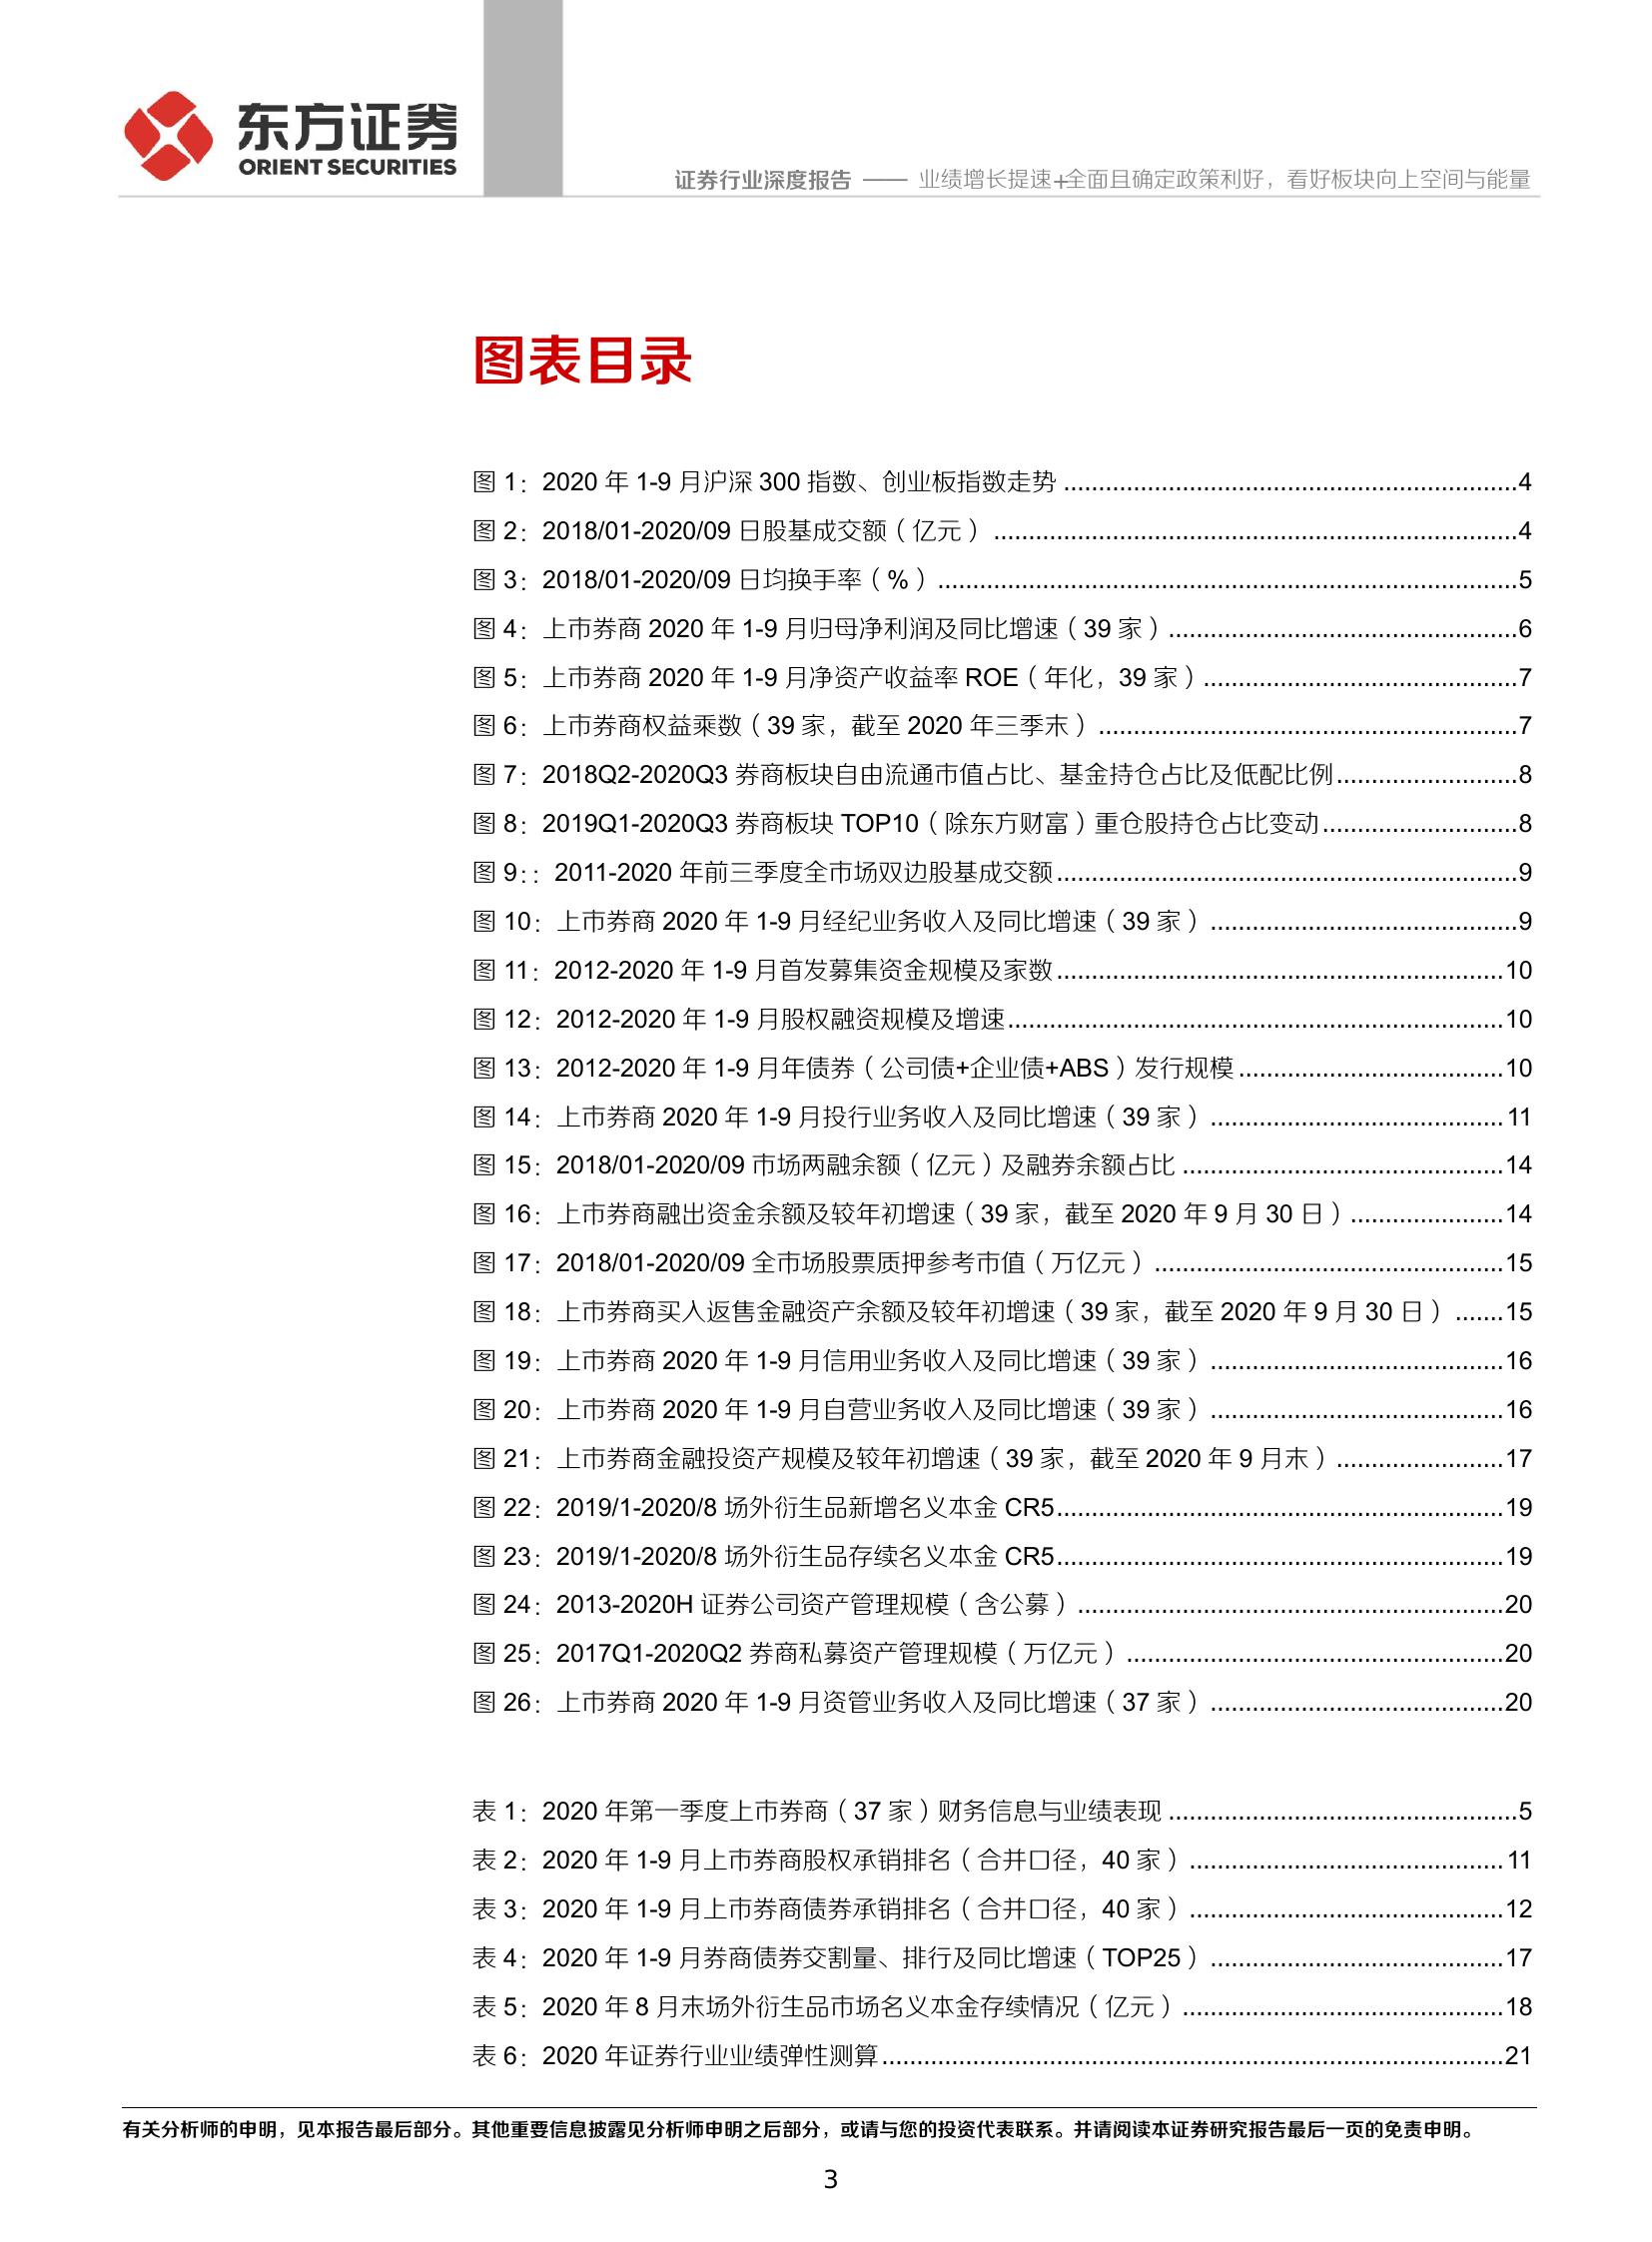 东方证券
ORIENT SECURITIES
证券行业深度报告 —— 业绩增长提速+全面且确定政策利好，看好板块向上空间与能量
图表目录
图 1：2020 年 1-9 月沪深 300 指数、创业板指数走势 ................................................................4
图 2：2018/01-2020/09 日股基成交额（亿元） ..........................................................................4
图 3：2018/01-2020/09 日均换手率（%） ..................................................................................5
图 4：上市券商 2020 年 1-9 月归母净利润及同比增速（39 家） .................................................6
图 5：上市券商 2020 年 1-9 月净资产收益率 ROE（年化，39 家） ............................................7
图 6：上市券商权益乘数（39 家，截至 2020 年三季末） ...........................................................7
图 7：2018Q2-2020Q3 券商板块自由流通市值占比、基金持仓占比及低配比例.........................8
图 8：2019Q1-2020Q3 券商板块 TOP10（除东方财富）重仓股持仓占比变动...........................8
图 9:：2011-2020 年前三季度全市场双边股基成交额.................................................................9
图 10：上市券商 2020 年 1-9 月经纪业务收入及同比增速（39 家） ...........................................9
图 11：2012-2020 年 1-9 月首发募集资金规模及家数...............................................................10
图 12：2012-2020 年 1-9 月股权融资规模及增速......................................................................10
图 13：2012-2020 年 1-9 月年债券（公司债+企业债+ABS）发行规模.....................................10
图 14：上市券商 2020 年 1-9 月投行业务收入及同比增速（39 家） .........................................11
图 15：2018/01-2020/09 市场两融余额（亿元）及融券余额占比 .............................................14
图 16：上市券商融出资金余额及较年初增速（39 家，截至 2020 年 9 月 30 日） .....................14
图 17：2018/01-2020/09 全市场股票质押参考市值（万亿元） .................................................15
图 18：上市券商买入返售金融资产余额及较年初增速（39 家，截至 2020 年 9 月 30 日） .......15
图 19：上市券商 2020 年 1-9 月信用业务收入及同比增速（39 家） .........................................16
图 20：上市券商 2020 年 1-9 月自营业务收入及同比增速（39 家） .........................................16
图 21：上市券商金融投资产规模及较年初增速（39 家，截至 2020 年 9 月末） .......................17
图 22：2019/1-2020/8 场外衍生品新增名义本金 CR5...............................................................19
图 23：2019/1-2020/8 场外衍生品存续名义本金 CR5...............................................................19
图 24：2013-2020H 证券公司资产管理规模（含公募） ............................................................20
图 25：2017Q1-2020Q2 券商私募资产管理规模（万亿元） .....................................................20
图 26：上市券商 2020 年 1-9 月资管业务收入及同比增速（37 家） .........................................20
表 1：2020 年第一季度上市券商（37 家）财务信息与业绩表现 .................................................5
表 2：2020 年 1-9 月上市券商股权承销排名（合并口径，40 家） ............................................11
表 3：2020 年 1-9 月上市券商债券承销排名（合并口径，40 家） ............................................12
表 4：2020 年 1-9 月券商债券交割量、排行及同比增速（TOP25） .........................................17
表 5：2020 年 8 月末场外衍生品市场名义本金存续情况（亿元） .............................................18
表 6：2020 年证券行业业绩弹性测算........................................................................................21
有关分析师的申明，见本报告最后部分。其他重要信息披露见分析师申明之后部分，或请与您的投资代表联系。并请阅读本证券研究报告最后一页的免责申明。
3